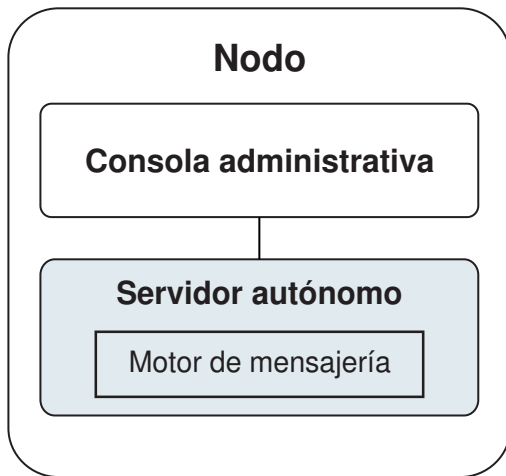 Nodo
Consola administrativa
Servidor autónomo
Motor de mensajería